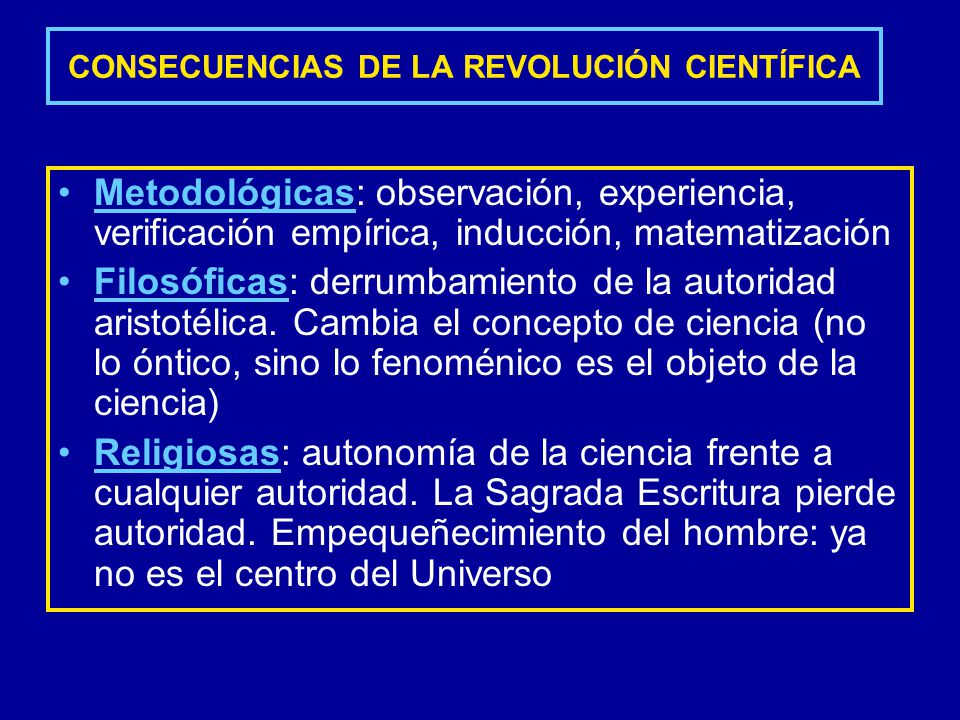 CONSECUENCIAS DE LA REVOLUCIÓN CIENTÍFICA
• Metodológicas: observación, experiencia,
verificación empírica, inducción, matematización
• Filosóficas: derrumbamiento de la autoridad
aristotélica. Cambia el concepto de ciencia (no
lo óntico, sino lo fenoménico es el objeto de la
ciencia)
• Religiosas: autonomía de la ciencia frente a
cualquier autoridad. La Sagrada Escritura pierde
autoridad. Empequeñecimiento del hombre: ya
no es el centro del Universo